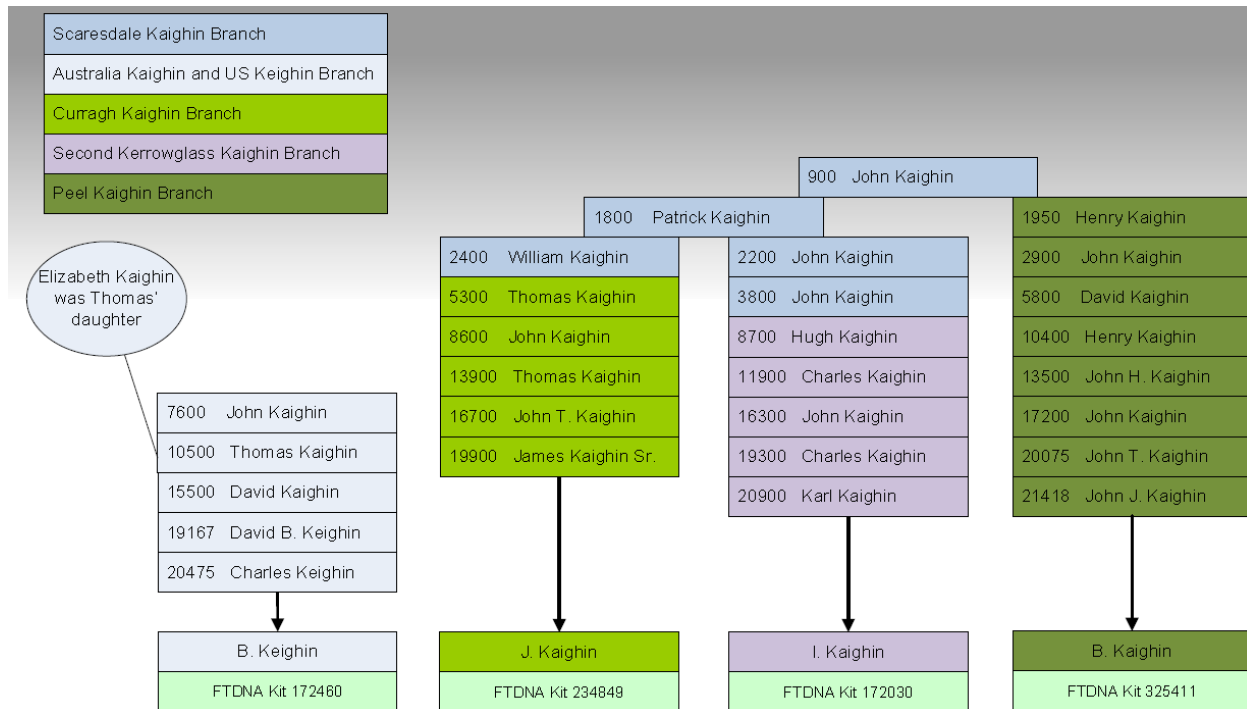 Scaresdale Kaighin Branch
Australia Kaighin and US Keighin Branch
Curragh Kaighin Branch
Second Kerrowglass Kaighin Branch
Peel Kaighin Branch
900 John Kaighin
1800 Patrick Kaighin
Elizabeth Kaighin
was Thomas'
daughter
7600 John Kaighin
10500 Thomas Kaighin
15500 David Kaighin
19167 David B. Keighin
20475 Charles Keighin
B. Keighin
FTDNA Kit 172460
2400 William Kaighin
5300 Thomas Kaighin
8600 John Kaighin
13900 Thomas Kaighin
16700 John T. Kaighin
19900 James Kaighin Sr.
J. Kaighin
FTDNA Kit 234849
2200 John Kaighin
3800 John Kaighin
8700 Hugh Kaighin
11900 Charles Kaighin
16300 John Kaighin
19300 Charles Kaighin
20900 Karl Kaighin
I. Kaighin
FTDNA Kit 172030
1950 Henry Kaighin
2900 John Kaighin
5800 David Kaighin
10400 Henry Kaighin
13500 John H. Kaighin
17200 John Kaighin
20075 John T. Kaighin
21418 John J. Kaighin
B. Kaighin
FTDNA Kit 325411